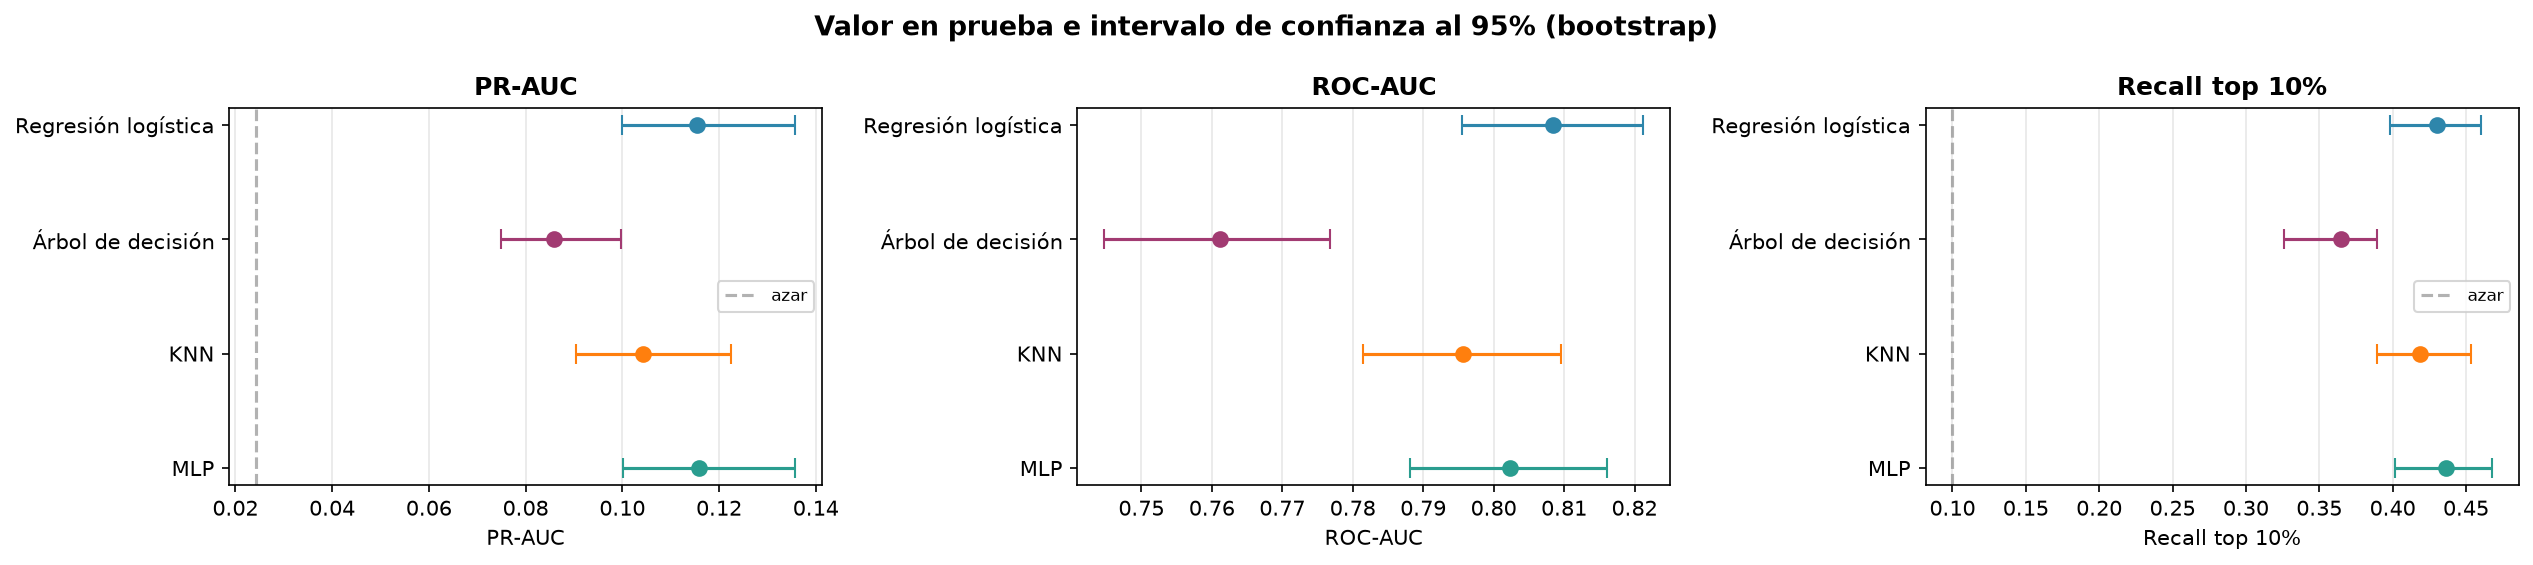 Valor en prueba e intervalo de confianza al 95% (bootstrap)
PR-AUC
Regresión logística
Árbol de decisión
KNN
MLP
azar
0.02 0.04 0.06 0.08 0.10 0.12 0.14
PR-AUC
ROC-AUC
Regresión logística
Árbol de decisión
KNN
MLP
0.75 0.76 0.77 0.78 0.79 0.80 0.81 0.82
ROC-AUC
Recall top 10%
Regresión logística
Árbol de decisión
KNN
MLP
azar
0.10 0.15 0.20 0.25 0.30 0.35 0.40 0.45
Recall top 10%